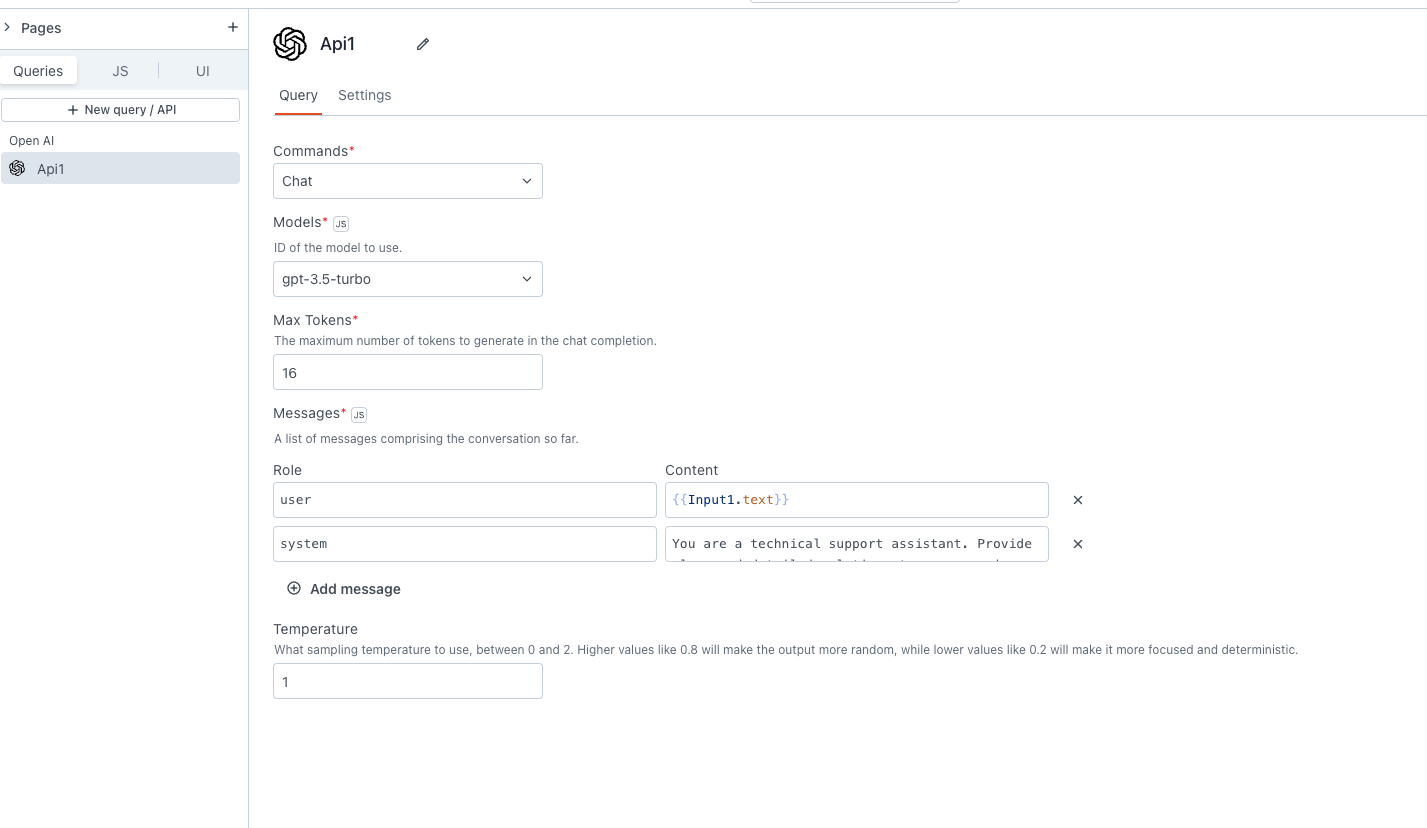 Pages
Queries JS UI
New query / API
Open AI
Api1
Api1
Query Settings
Commands*
Chat
Models* JS
ID of the model to use.
gpt-3.5-turbo
Max Tokens*
The maximum number of tokens to generate in the chat completion.
16
Messages* JS
A list of messages comprising the conversation so far.
Role Content
user {{Input1.text}}
system You are a technical support assistant. Provide
Add message
Temperature
What sampling temperature to use, between 0 and 2. Higher values like 0.8 will make the output more random, while lower values like 0.2 will make it more focused and deterministic.
1